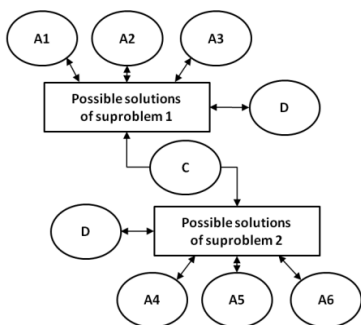 A1
A2
A3
Possible solutions
of suproblem 1
D
C
D
Possible solutions
of suproblem 2
A4
A5
A6